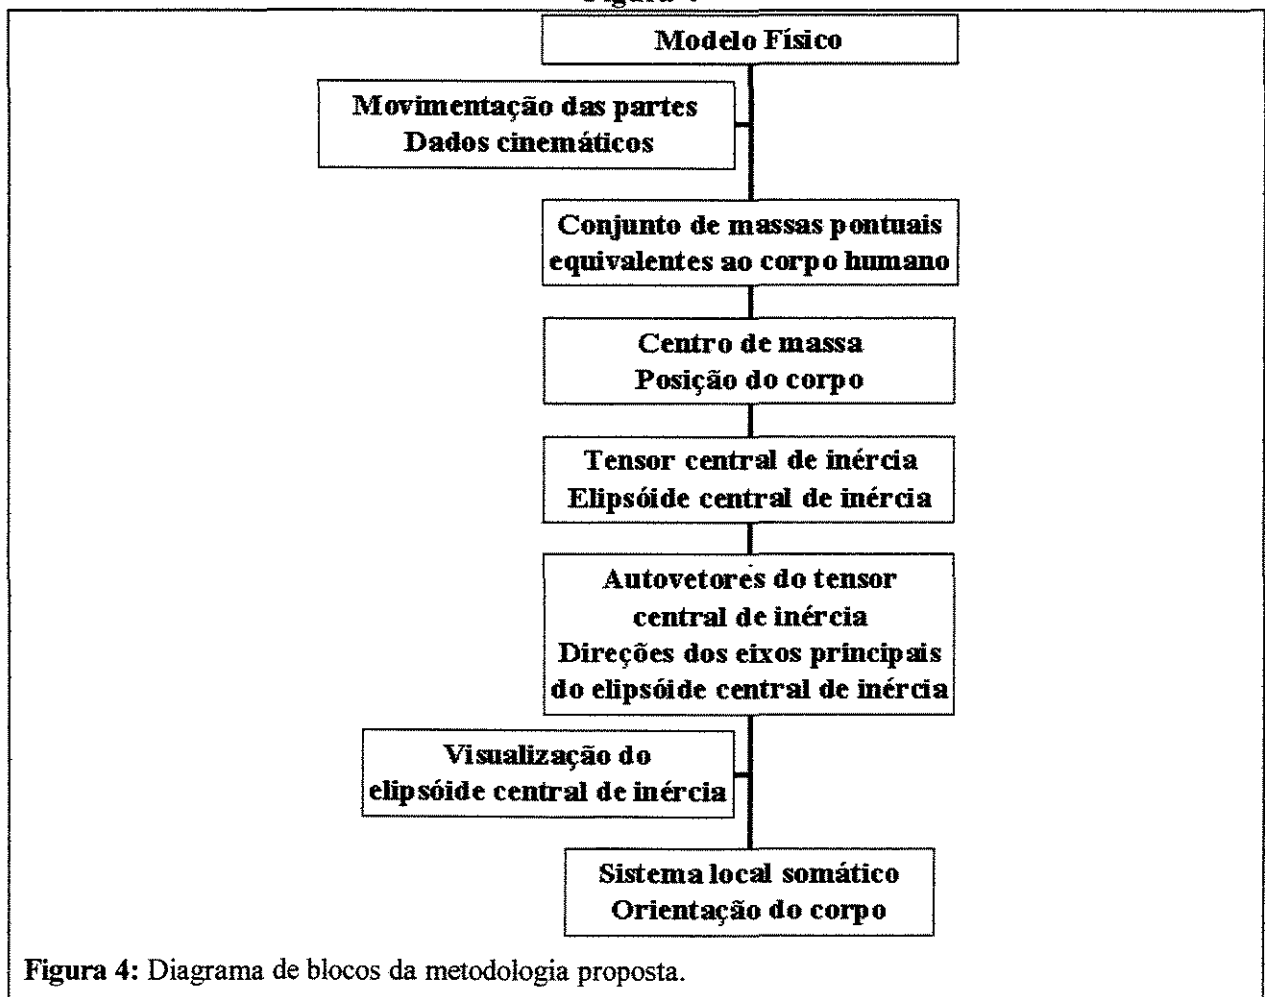 Modelo Físico
Movimentação das partes
Dados cinemáticos
Conjunto de massas pontuais
equivalentes ao corpo humano
Centro de massa
Posição do corpo
Tensor central de inércia
Elipsóide central de inércia
Autovetores do tensor
central de inércia
Direções dos eixos principais
do elipsóide central de inércia
Visualização do
elipsóide central de inércia
Sistema local somático
Orientação do corpo
Figura 4: Diagrama de blocos da metodologia proposta.